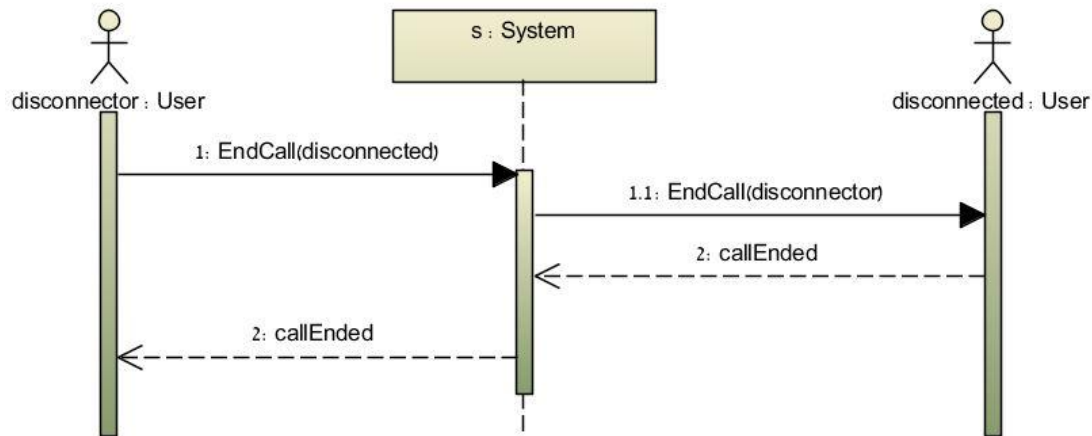 s : System
disconnector : User
disconnected : User
1: EndCall(disconnected)
1.1: EndCall(disconnector)
2: callEnded
2: callEnded